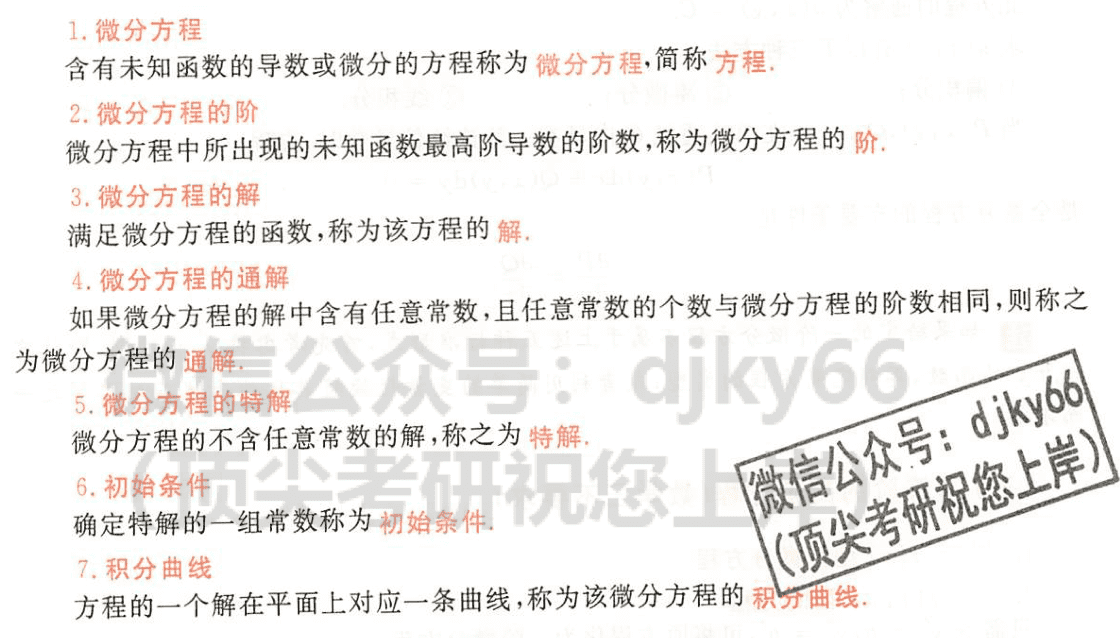 1. 微分方程
含有未知函数的导数或微分的方程称为 微分方程,简称 方程.
2. 微分方程的阶
微分方程中所出现的未知函数最高阶导数的阶数,称为微分方程的 阶.
3. 微分方程的解
满足微分方程的函数,称为该方程的 解.
4. 微分方程的通解
如果微分方程的解中含有任意常数,且任意常数的个数与微分方程的阶数相同,则称之
为微分方程的 通解.
微信公众号：djky66
5. 微分方程的特解
微分方程的不含任意常数的解,称之为 特解.
(顶尖考研祝您上岸)
6. 初始条件
确定特解的一组常数称为 初始条件.
7. 积分曲线
方程的一个解在平面上对应一条曲线,称为该微分方程的 积分曲线.
微信公众号：djky66
(顶尖考研祝您上岸)